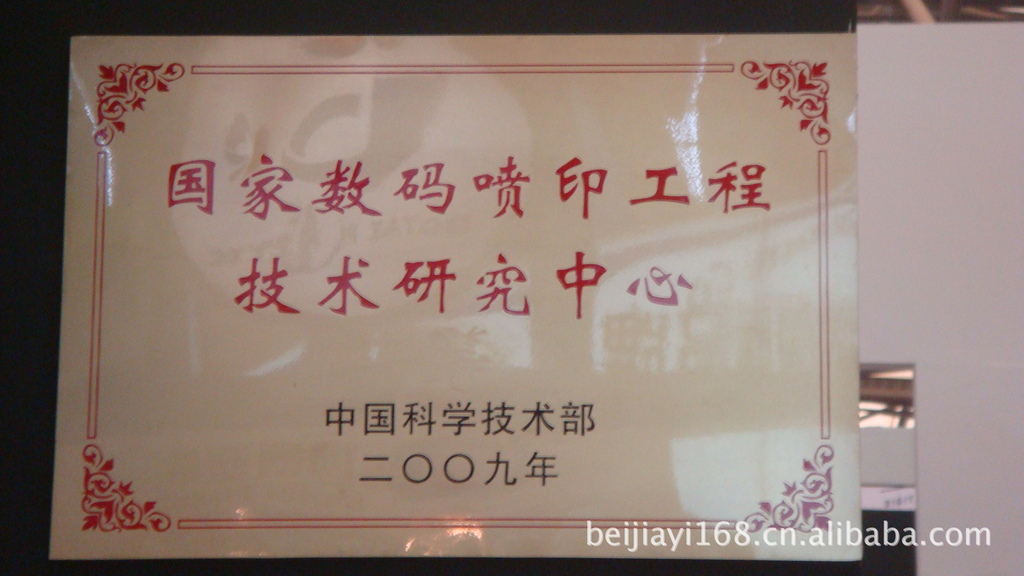 国家数码喷印工程
技术研究中心
中国科学技术部
二〇〇九年
beijiayi168.cn.alibaba.com